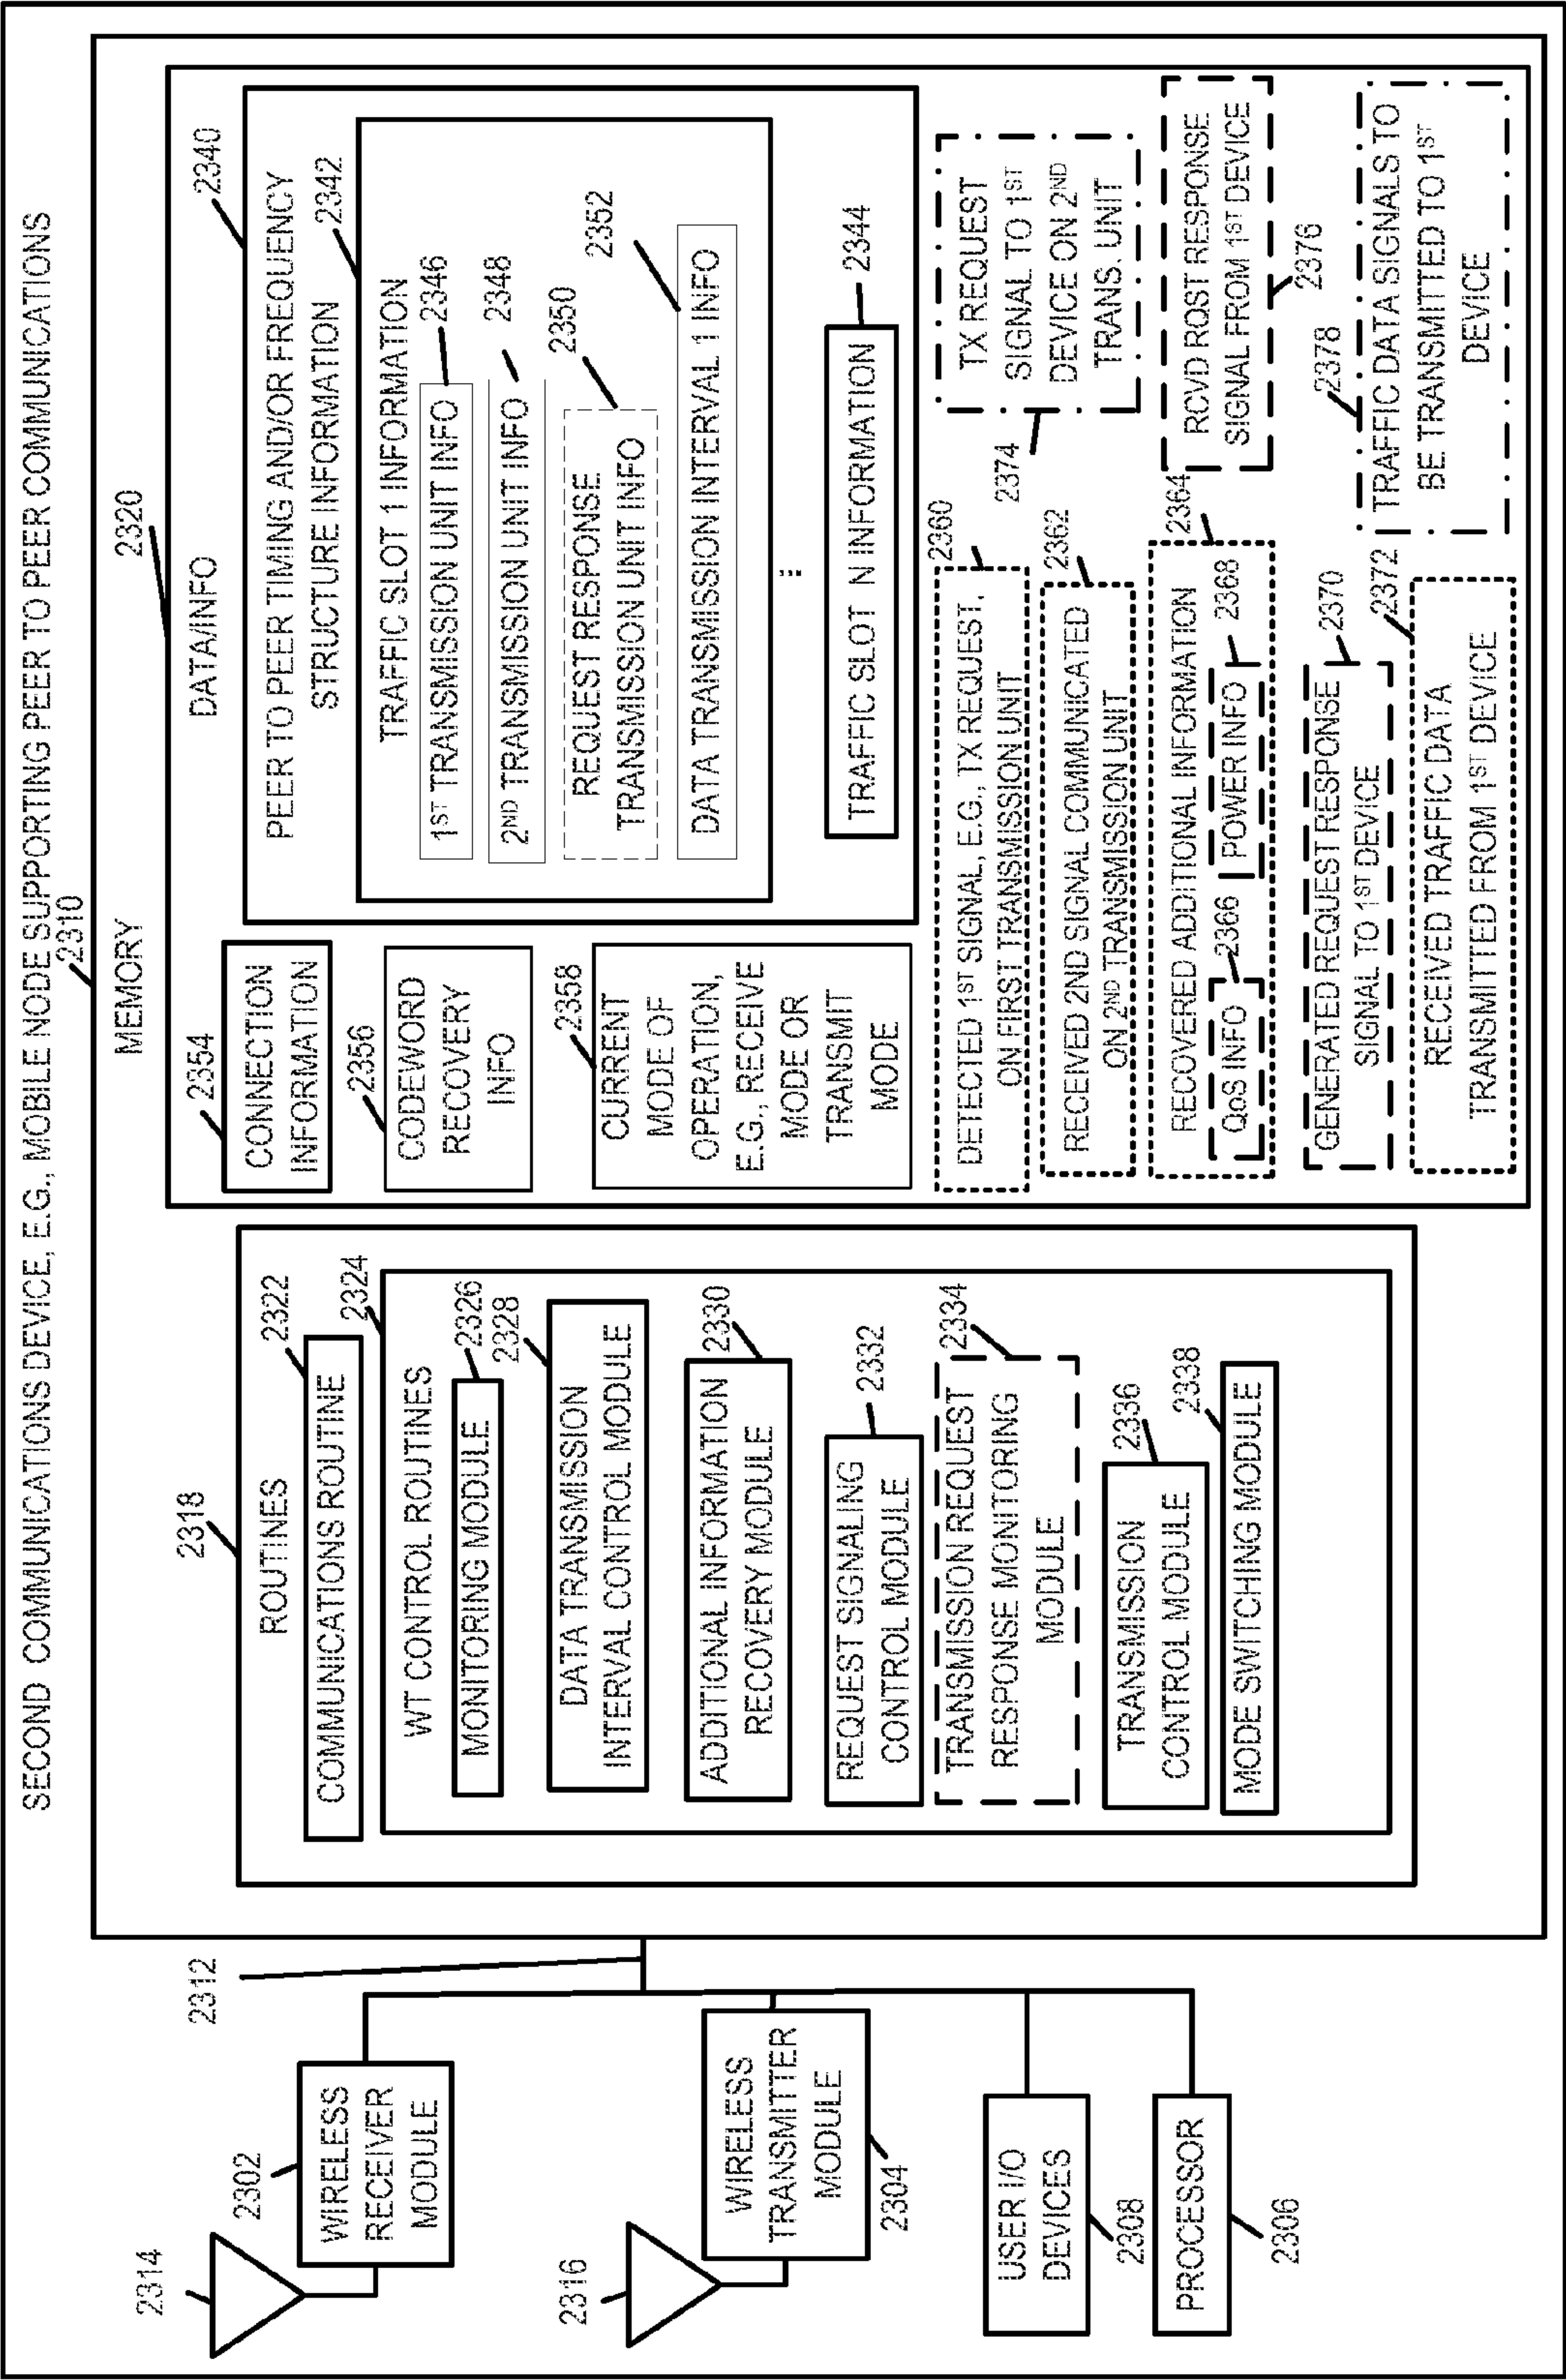 SECOND COMMUNICATIONS DEVICE, E.G., MOBILE NODE SUPPORTING PEER TO PEER COMMUNICATIONS
2310
2314
2302
WIRELESS
RECEIVER
MODULE
2316
WIRELESS
TRANSMITTER
MODULE
2304
USER I/O
DEVICES
2308
PROCESSOR
2306
2312
MEMORY
2318
ROUTINES
2322
COMMUNICATIONS ROUTINE
2324
WT CONTROL ROUTINES
2326
MONITORING MODULE
2328
DATA TRANSMISSION
INTERVAL CONTROL MODULE
2330
ADDITIONAL INFORMATION
RECOVERY MODULE
2332
REQUEST SIGNALING
CONTROL MODULE
2334
TRANSMISSION REQUEST
RESPONSE MONITORING
MODULE
2336
TRANSMISSION
CONTROL MODULE
2338
MODE SWITCHING MODULE
2320
DATA/INFO
2354
CONNECTION
INFORMATION
2356
CODEWORD
RECOVERY
INFO
2358
CURRENT
MODE OF
OPERATION,
E.G., RECEIVE
MODE OR
TRANSMIT
MODE
2340
PEER TO PEER TIMING AND/OR FREQUENCY
STRUCTURE INFORMATION
2342
TRAFFIC SLOT 1 INFORMATION
2346
1ST TRANSMISSION UNIT INFO
2348
2ND TRANSMISSION UNIT INFO
2350
REQUEST RESPONSE
TRANSMISSION UNIT INFO
2352
DATA TRANSMISSION INTERVAL 1 INFO
...
2344
TRAFFIC SLOT N INFORMATION
2360
DETECTED 1ST SIGNAL, E.G., TX REQUEST,
ON FIRST TRANSMISSION UNIT
2362
RECEIVED 2ND SIGNAL COMMUNICATED
ON 2ND TRANSMISSION UNIT
2364
RECOVERED ADDITIONAL INFORMATION
2366
QoS INFO
2368
POWER INFO
2370
GENERATED REQUEST RESPONSE
SIGNAL TO 1ST DEVICE
2372
RECEIVED TRAFFIC DATA
TRANSMITTED FROM 1ST DEVICE
2374
TX REQUEST
SIGNAL TO 1ST
DEVICE ON 2ND
TRANS. UNIT
RCVD RQST RESPONSE
SIGNAL FROM 1ST DEVICE
2376
2378
TRAFFIC DATA SIGNALS TO
BE TRANSMITTED TO 1ST
DEVICE